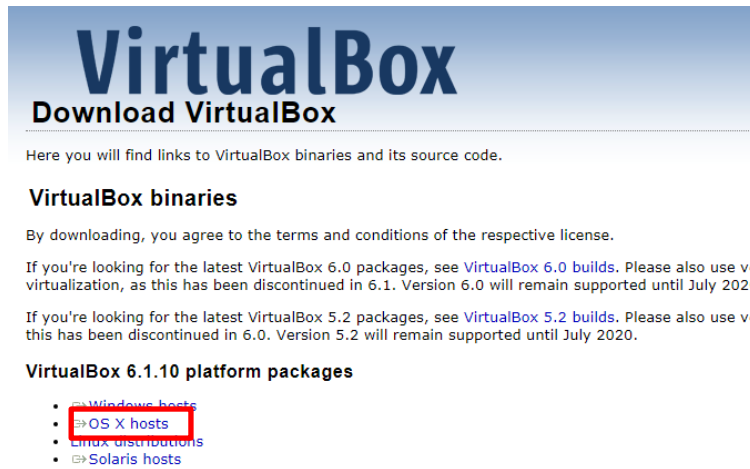 VirtualBox
Download VirtualBox
Here you will find links to VirtualBox binaries and its source code.
VirtualBox binaries
By downloading, you agree to the terms and conditions of the respective license.
If you're looking for the latest VirtualBox 6.0 packages, see VirtualBox 6.0 builds. Please also use
virtualization, as this has been discontinued in 6.1. Version 6.0 will remain supported until July
If you're looking for the latest VirtualBox 5.2 packages, see VirtualBox 5.2 builds. Please also use
this has been discontinued in 6.0. Version 5.2 will remain supported until July 2020.
VirtualBox 6.1.10 platform packages
Windows hosts
OS X hosts
Linux distributions
Solaris hosts